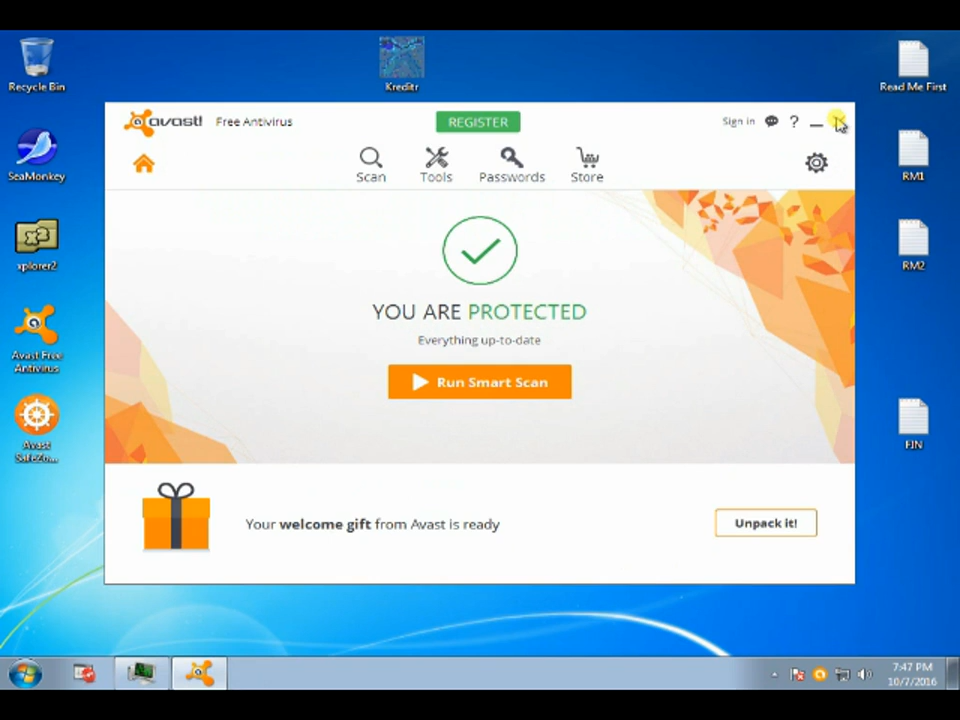 Recycle Bin
Kreditr
Read Me First
avast! Free Antivirus
REGISTER
Sign in
?
Scan
Tools
Passwords
Store
SeaMonkey
RM1
xplorer2
RM2
YOU ARE PROTECTED
Everything up-to-date
Run Smart Scan
Avast Free
Antivirus
Avast
SafeZo...
FIN
Your welcome gift from Avast is ready
Unpack it!
7:47 PM
10/7/2016